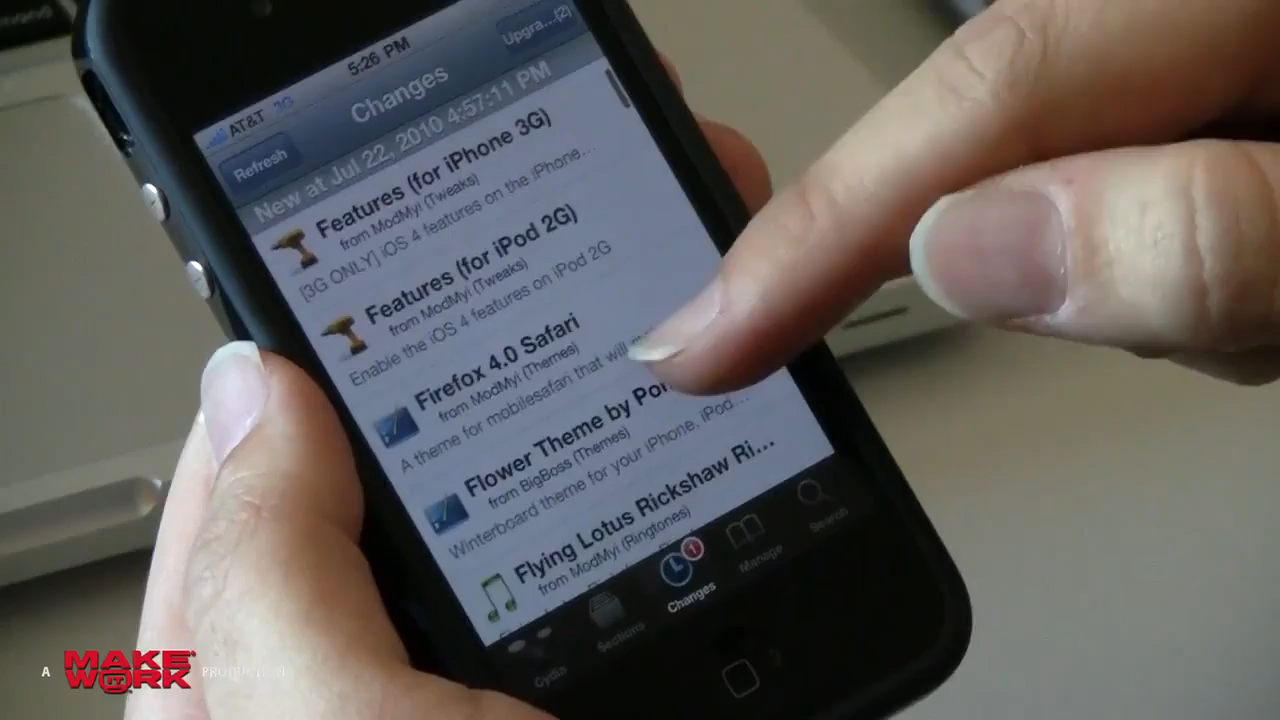 AT&T 3G
5:26 PM
Refresh
Changes
Upgra...(2)
New at Jul 22, 2010 4:57:11 PM
Features (for iPhone 3G)
from ModMyi (Tweaks)
[3G ONLY] iOS 4 features on the iPhone...
Features (for iPod 2G)
from ModMyi (Tweaks)
Enable the iOS 4 features on iPod 2G
Firefox 4.0 Safari
from ModMyi (Themes)
A theme for mobilesafari that will
Flower Theme by
from BigBoss (Themes)
Winterboard theme for your iPhone, iPod...
Flying Lotus Rickshaw Ri...
from ModMyi (Ringtones)
Cydia
Sections
1
Changes
Manage
Search
A MAKE IT WORK PRODUCTION